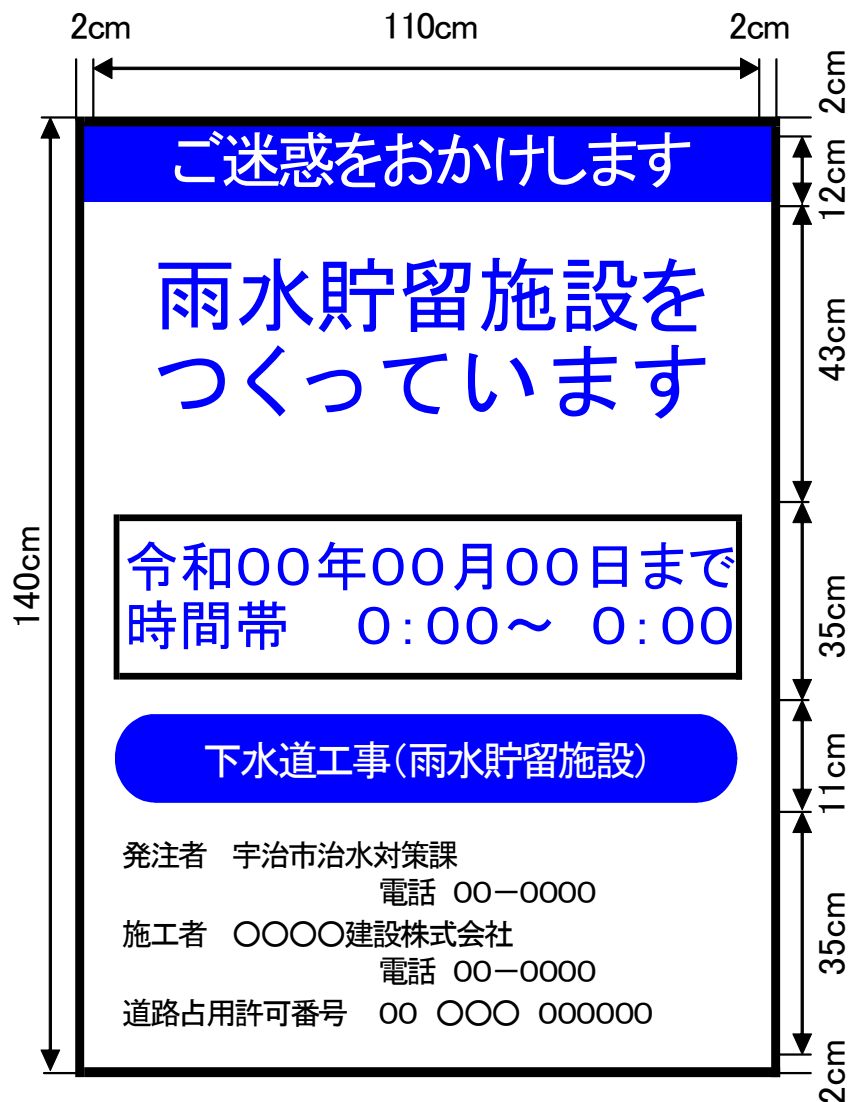 2cm 110cm 2cm
2cm
ご迷惑をおかけします
12cm
雨水貯留施設を
つくっています
43cm
140cm
令和００年００月００日まで
時間帯　０：００～　０：００
35cm
下水道工事（雨水貯留施設）
11cm
発注者　宇治市治水対策課
電話 00－0000
施工者　〇〇〇〇建設株式会社
電話 00－0000
道路占用許可番号　00 〇〇〇 000000
35cm
2cm